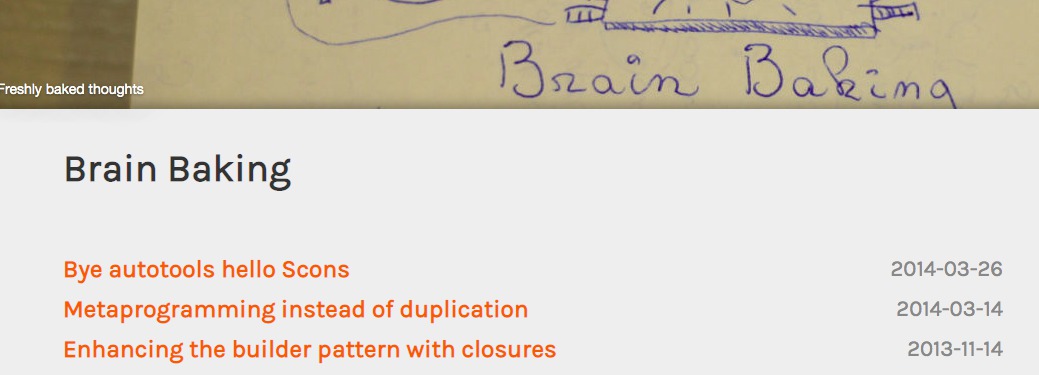 Brain Baking
Freshly baked thoughts
Brain Baking
Bye autotools hello Scons 2014-03-26
Metaprogramming instead of duplication 2014-03-14
Enhancing the builder pattern with closures 2013-11-14